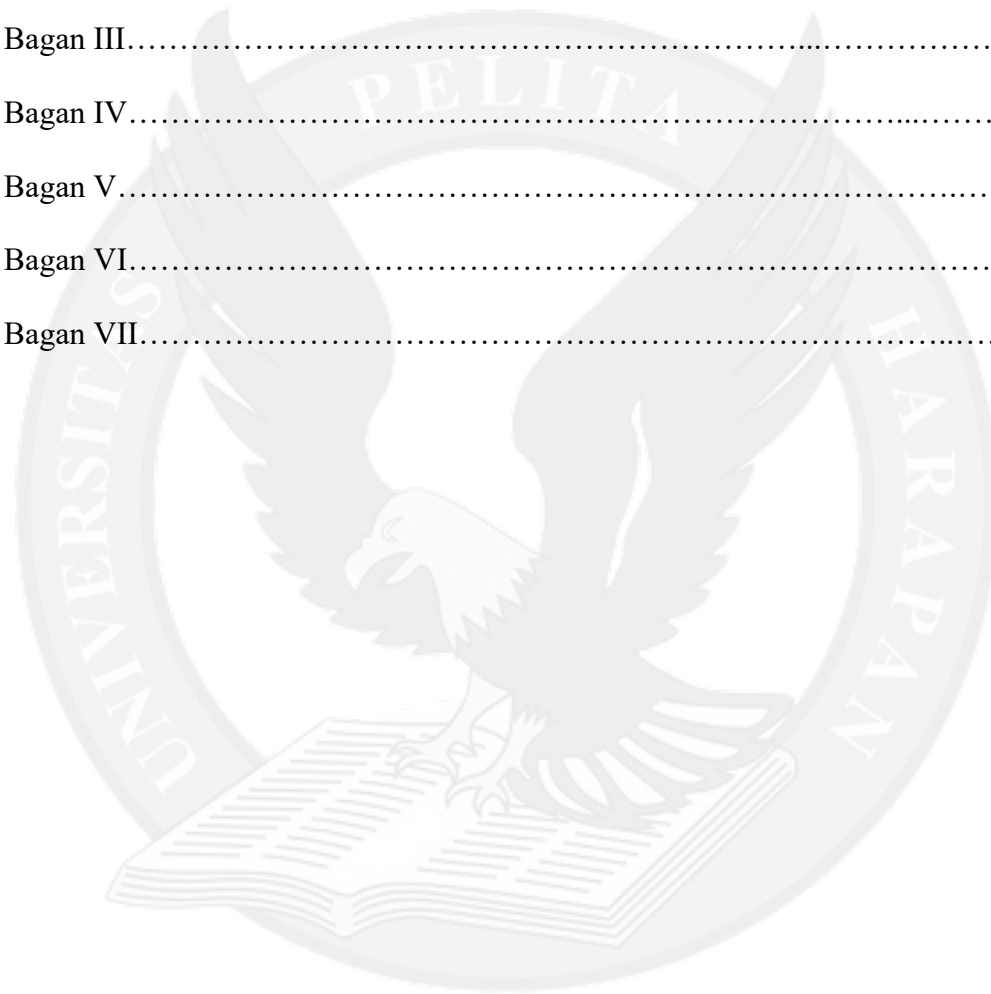 Bagan III…………………………………………………………...……………
Bagan IV…………………………………………………………………...……
Bagan V……………………………………………………………………….…
Bagan VI…………………………………………………………………………
Bagan VII……………………………………………………………………..…
UNIVERSITAS PELITA HARAPAN